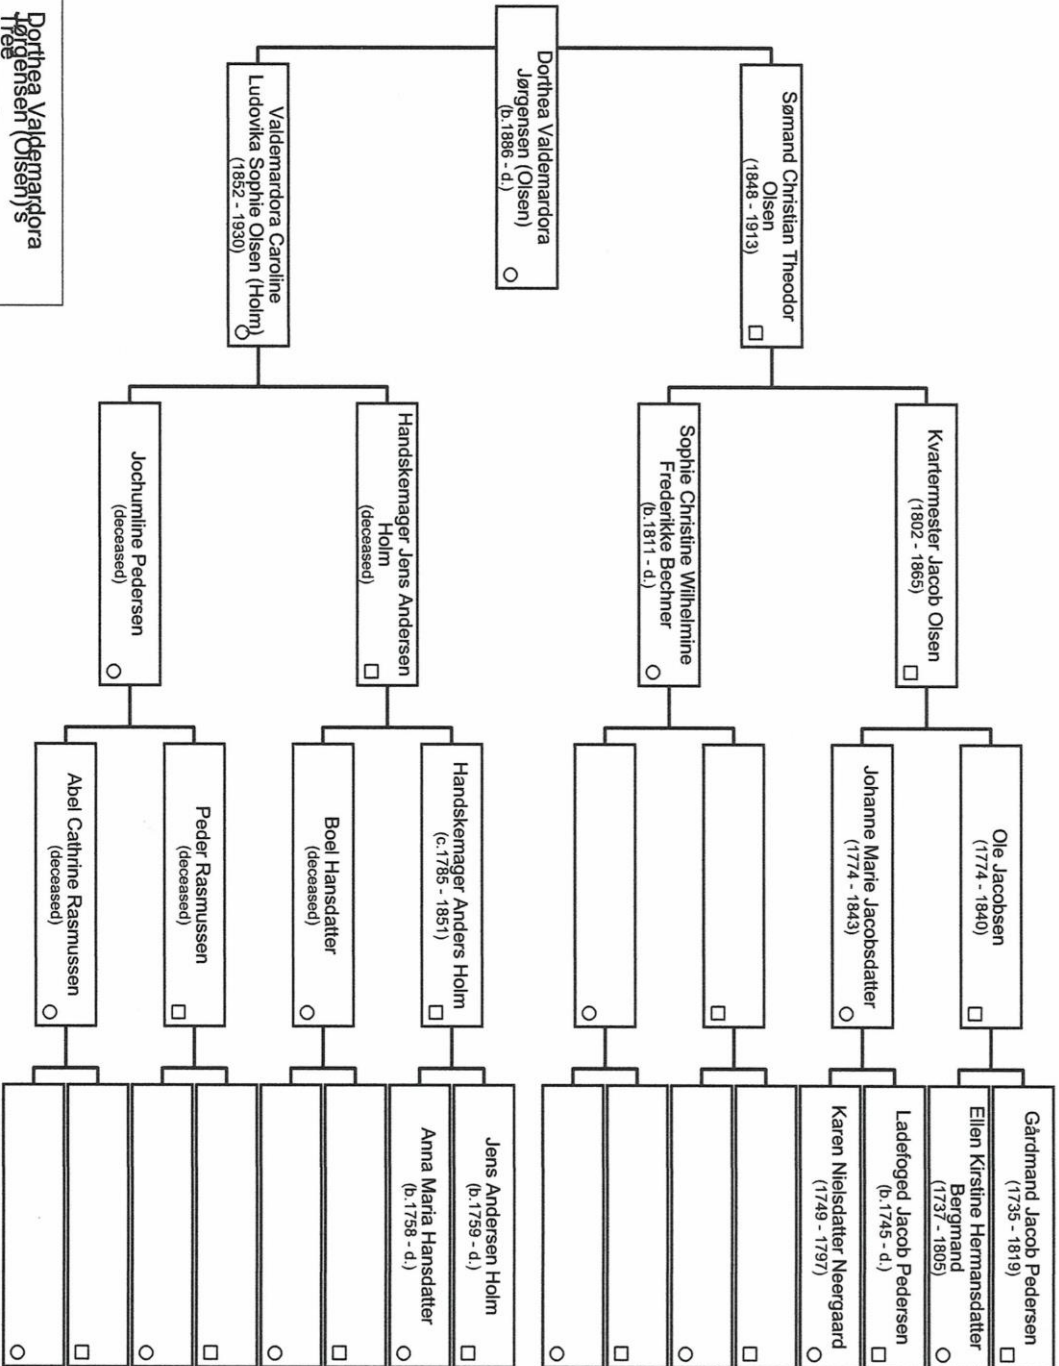 Dorthea Valdemardora
Jørgensen (Olsen)'s
Tree
Dorthea Valdemardora
Jørgensen (Olsen)
(b.1886 - d.)
Sømand Christian Theodor
Olsen
(1848 - 1913)
Valdemardora Caroline
Ludovika Sophie Olsen (Holm)
(1852 - 1930)
Kvartermester Jacob Olsen
(1802 - 1865)
Sophie Christine Wilhelmine
Frederikke Bechner
(b.1811 - d.)
Handskemager Jens Andersen
Holm
(deceased)
Jochumline Pedersen
(deceased)
Ole Jacobsen
(1774 - 1840)
Johanne Marie Jacobsdatter
(1774 - 1843)
Handskemager Anders Holm
(c.1785 - 1851)
Boel Hansdatter
(deceased)
Peder Rasmussen
(deceased)
Abel Cathrine Rasmussen
(deceased)
Gårdmand Jacob Pedersen
(1735 - 1819)
Ellen Kirstine Hermansdatter
Bergmand
(1737 - 1805)
Ladefoged Jacob Pedersen
(b.1745 - d.)
Karen Nielsdatter Neergaard
(1749 - 1797)
Jens Andersen Holm
(b.1759 - d.)
Anna Maria Hansdatter
(b.1758 - d.)